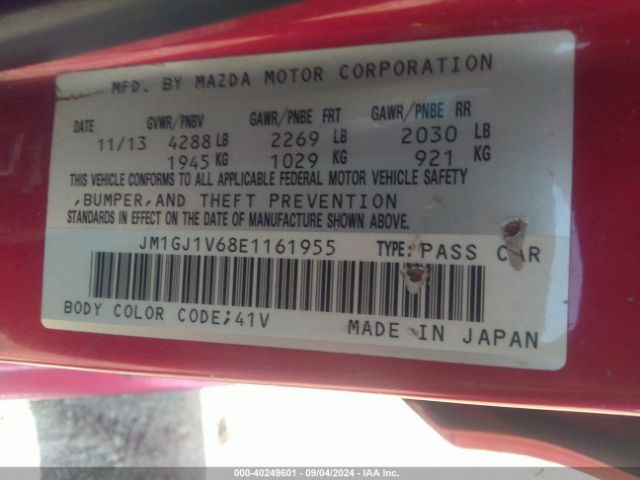 MFD. BY MAZDA MOTOR CORPORATION
DATE GVWR/PNBV GAWR/PNBE FRT GAWR/PNBE RR
11/13 4288 LB 2269 LB 2030 LB
1945 KG 1029 KG 921 KG
THIS VEHICLE CONFORMS TO ALL APPLICABLE FEDERAL MOTOR VEHICLE SAFETY
,BUMPER,AND THEFT PREVENTION
STANDARDS IN EFFECT ON THE DATE OF MANUFACTURE SHOWN ABOVE.
JM1GJ1V68E1161955 TYPE:PASS CAR
BODY COLOR CODE;41V
MADE IN JAPAN
000-40249601 - 09/04/2024 - IAA Inc.